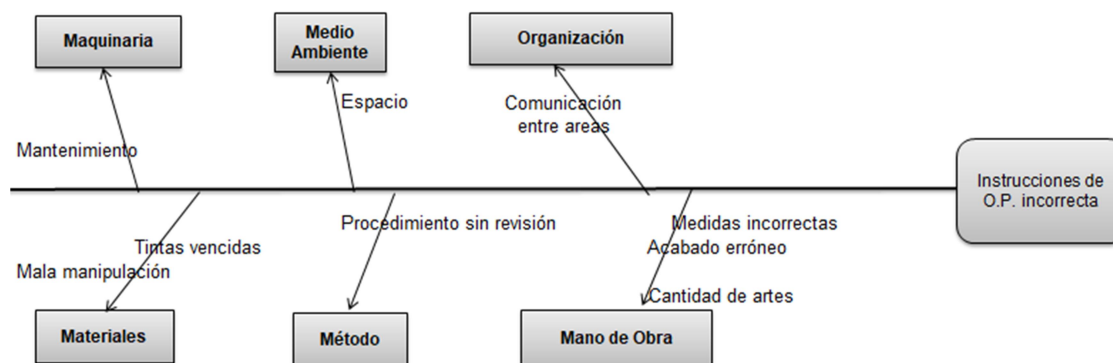 Maquinaria
Medio
Ambiente
Organización
Espacio
Comunicación
entre areas
Mantenimiento
Instrucciones de
O.P. incorrecta
Procedimiento sin revisión
Medidas incorrectas
Tintas vencidas
Acabado erróneo
Mala manipulación
Cantidad de artes
Materiales
Método
Mano de Obra